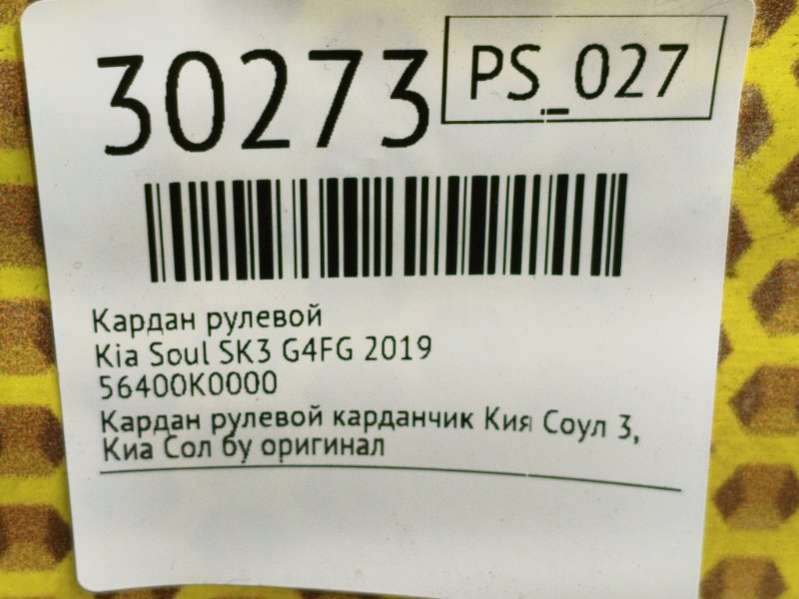 30273
PS_027
Кардан рулевой
Kia Soul SK3 G4FG 2019
56400K0000
Кардан рулевой карданчик Кия Соул 3,
Киа Сол бу оригинал